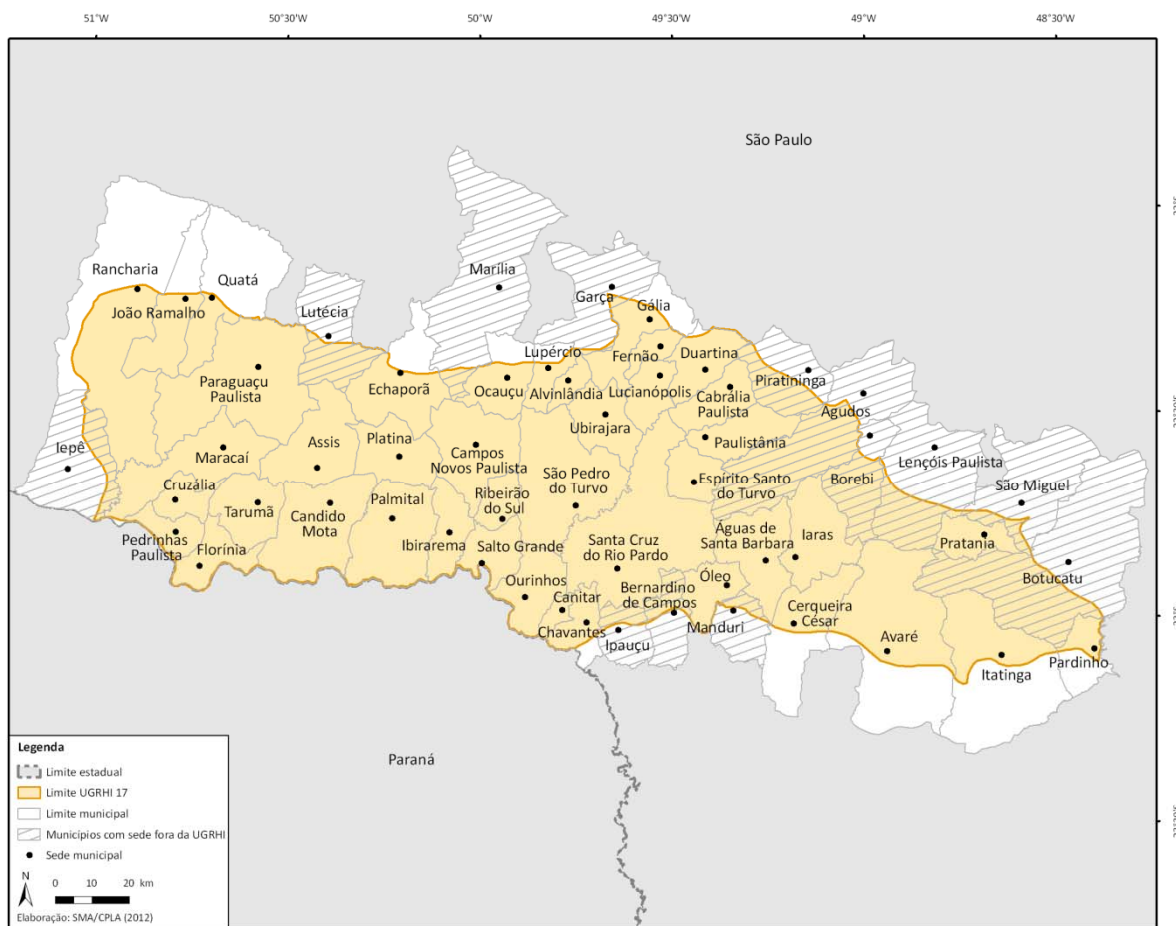 51°W
50°30'W
50°W
49°30'W
49°W
48°30'W
São Paulo
Rancharia
Quatá
João Ramalho
Lutécia
Marília
Garça
Gália
Lupércio
Fernão
Duartina
Piratininga
Echaporã
Ocauçu
Alvinlândia
Lucianópolis
Cabrália
Paulista
Agudos
Paraguaçu
Paulista
Ubirajara
Iepê
Maracaí
Assis
Platina
Campos
Novos Paulista
Paulistânia
Lençóis Paulista
Cruzália
Tarumã
Candido
Mota
Palmital
Ribeirão
do Sul
São Pedro
do Turvo
Espírito Santo
do Turvo
Borebi
São Miguel
Pedrinhas
Paulista
Florínia
Ibirarema
Salto Grande
Santa Cruz
do Rio Pardo
Águas de
Santa Barbara
Iaras
Pratania
Botucatu
Ourinhos
Canitar
Chavantes
Bernardino
de Campos
Óleo
Ipauçu
Manduri
Cerqueira
César
Avaré
Itatinga
Pardinho
Paraná
Legenda
Limite estadual
Limite UGRHI 17
Limite municipal
Municípios com sede fora da UGRHI
Sede municipal
N
0 10 20 km
Elaboração: SMA/CPLA (2012)